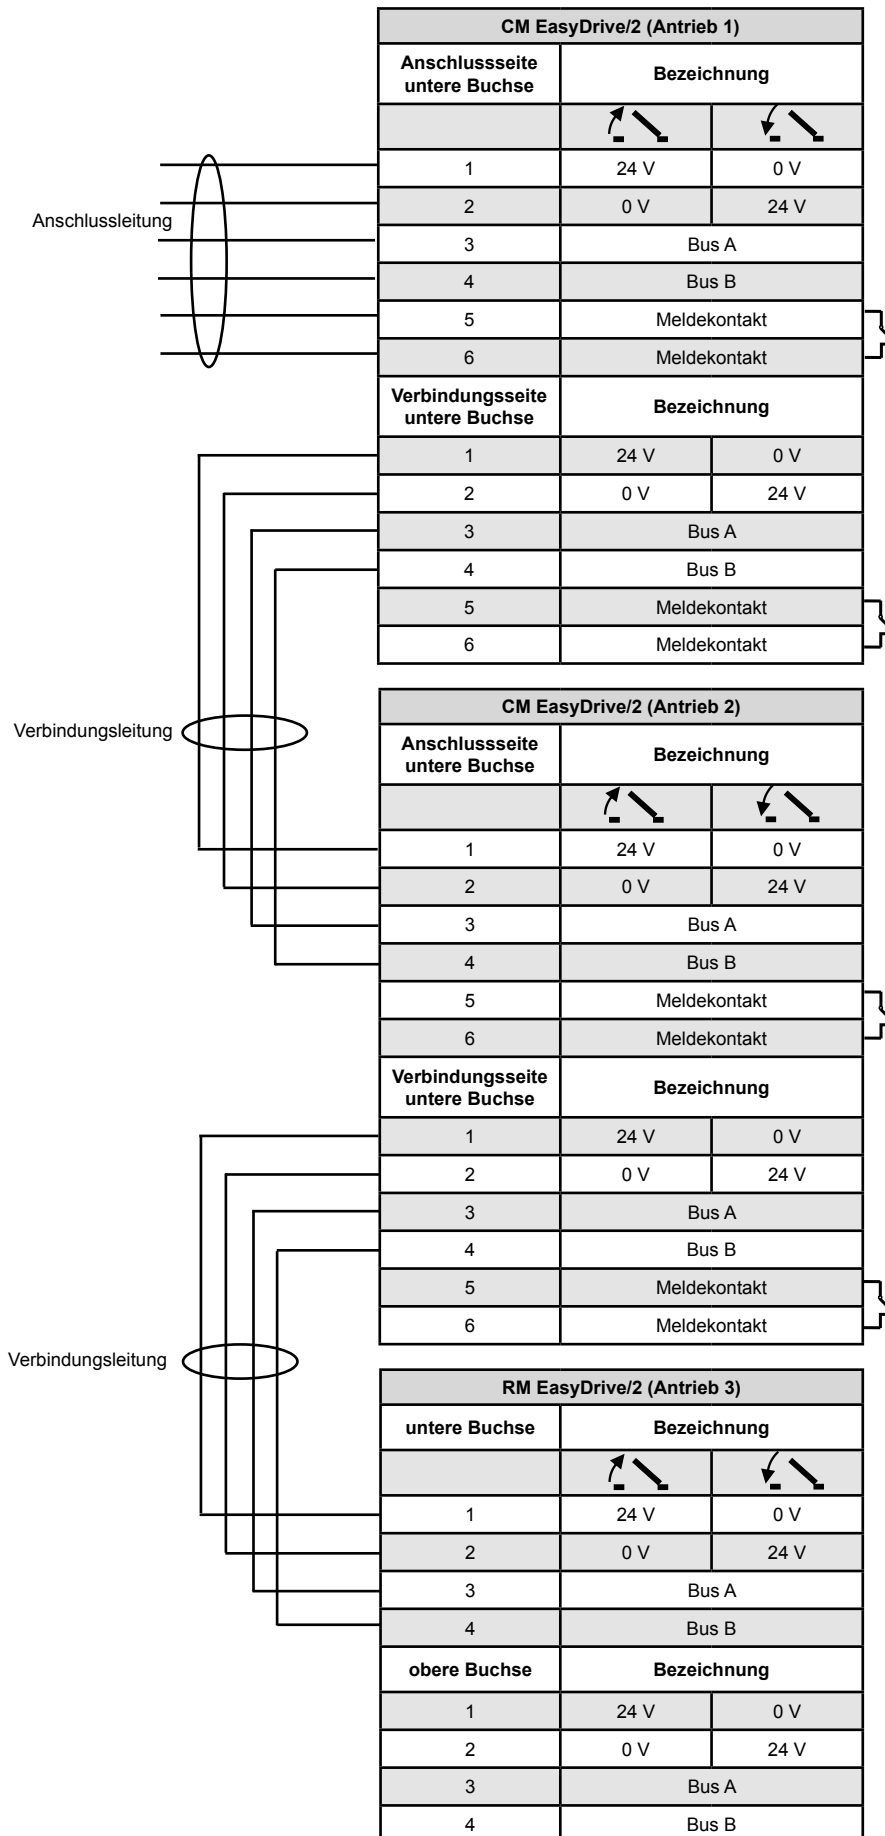 CM EasyDrive/2 (Antrieb 1)
Anschlussseite
untere Buchse
Bezeichnung
1 24 V 0 V
2 0 V 24 V
3 Bus A
4 Bus B
5 Meldekontakt
6 Meldekontakt
Anschlussleitung
Verbindungsseite
untere Buchse
Bezeichnung
1 24 V 0 V
2 0 V 24 V
3 Bus A
4 Bus B
5 Meldekontakt
6 Meldekontakt
Verbindungsleitung
CM EasyDrive/2 (Antrieb 2)
Anschlussseite
untere Buchse
Bezeichnung
1 24 V 0 V
2 0 V 24 V
3 Bus A
4 Bus B
5 Meldekontakt
6 Meldekontakt
Verbindungsseite
untere Buchse
Bezeichnung
1 24 V 0 V
2 0 V 24 V
3 Bus A
4 Bus B
5 Meldekontakt
6 Meldekontakt
Verbindungsleitung
RM EasyDrive/2 (Antrieb 3)
untere Buchse Bezeichnung
1 24 V 0 V
2 0 V 24 V
3 Bus A
4 Bus B
obere Buchse Bezeichnung
1 24 V 0 V
2 0 V 24 V
3 Bus A
4 Bus B